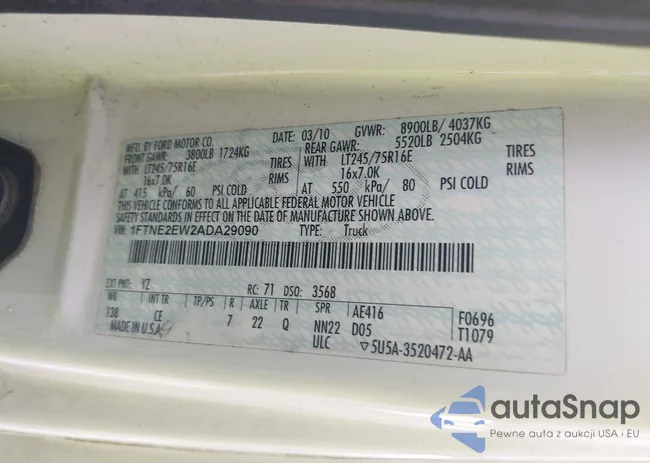 MFD. BY FORD MOTOR CO.
DATE: 03/10 GVWR: 8900LB/ 4037KG
FRONT GAWR: 3800LB 1724KG
REAR GAWR: 5520LB 2504KG
WITH LT245/75R16E TIRES WITH LT245/75R16E TIRES
16x7.0K RIMS 16x7.0K RIMS
AT 415 kPa/ 60 PSI COLD AT 550 kPa/ 80 PSI COLD
THIS VEHICLE CONFORMS TO ALL APPLICABLE FEDERAL MOTOR VEHICLE
SAFETY STANDARDS IN EFFECT ON THE DATE OF MANUFACTURE SHOWN ABOVE.
VIN: 1FTNE2EW2ADA29090 TYPE: Truck
EXT PNT: YZ RC: 71 DSO: 3568
WB INT TR TP/PS R AXLE TR SPR AE416 F0696
138 CE 7 22 Q NN22 D05 T1079
MADE IN U.S.A. ULC ▽5U5A-3520472-AA
autoSnap
Pewne auta z aukcji USA i EU